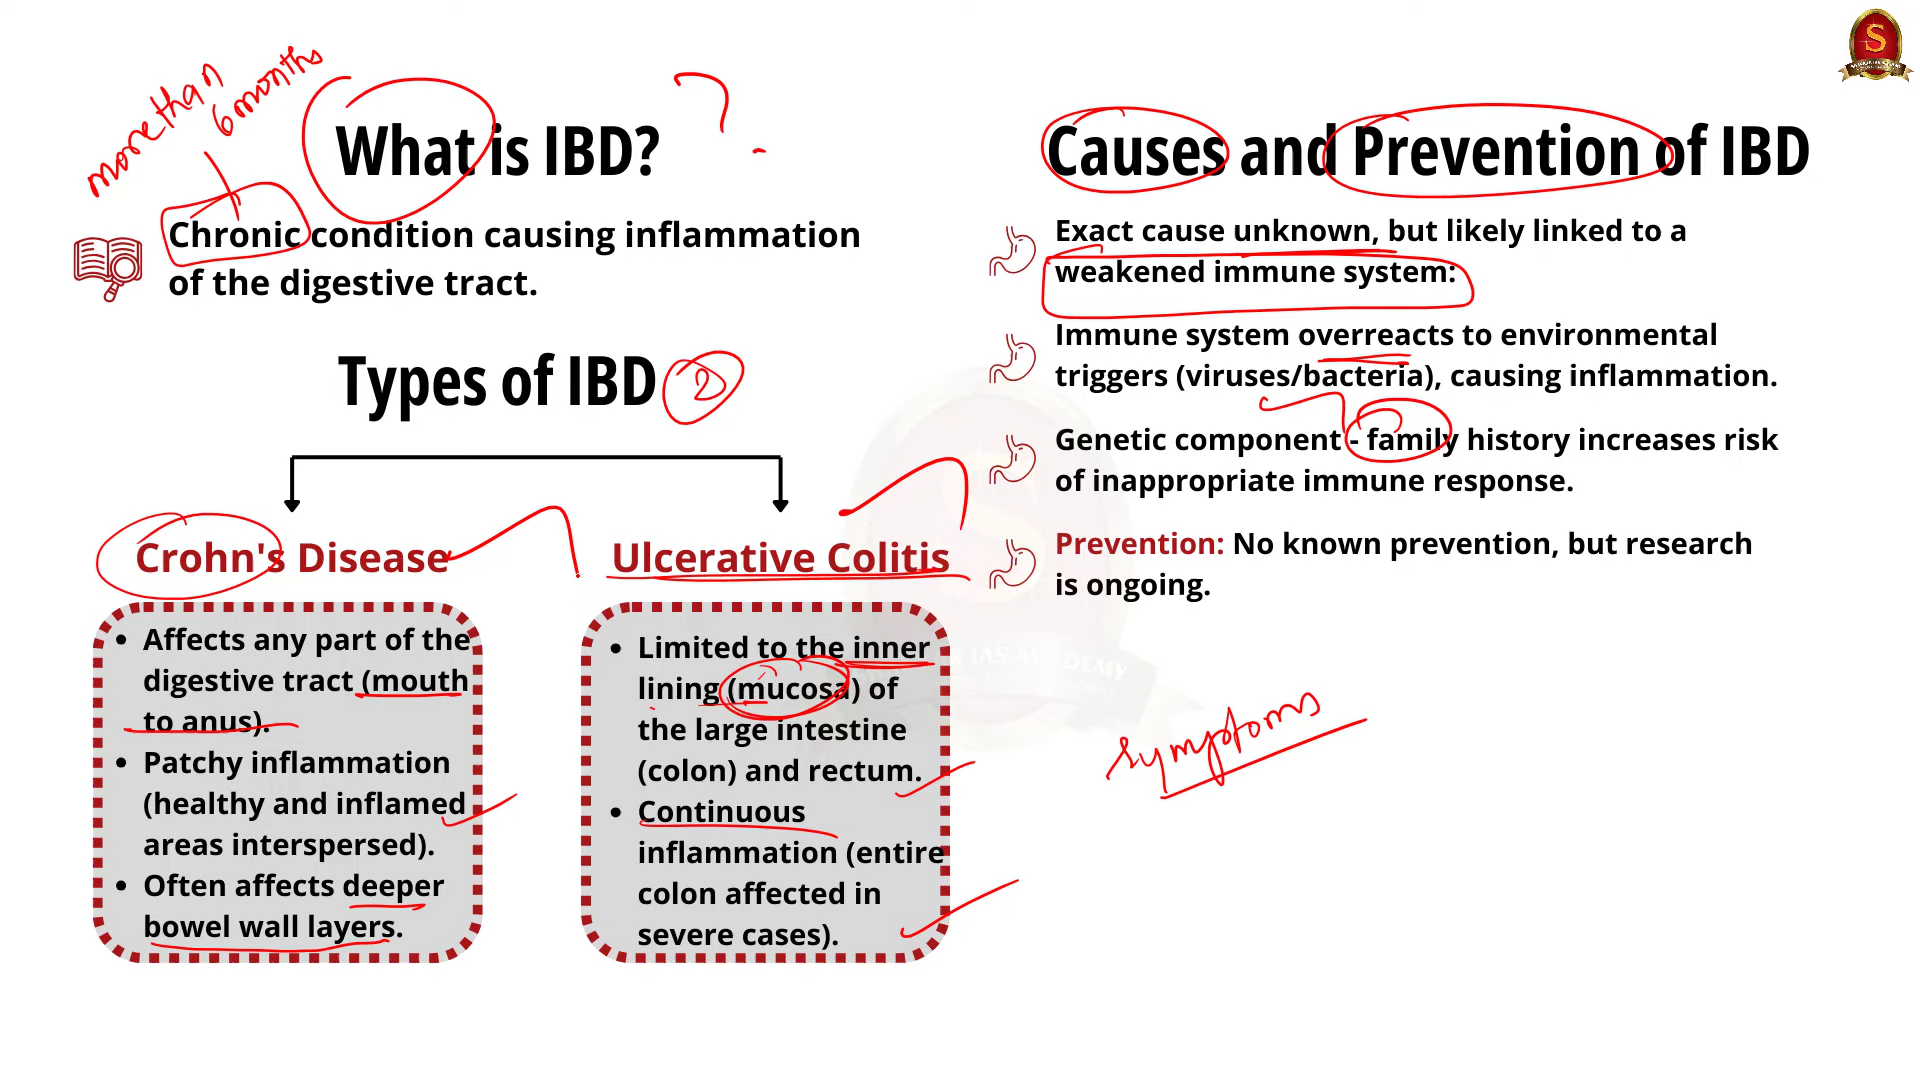 more than
6 months
What is IBD?
Chronic condition causing inflammation
of the digestive tract.
Types of IBD
2
Crohn's Disease
Affects any part of the
digestive tract (mouth
to anus).
Patchy inflammation
(healthy and inflamed
areas interspersed).
Often affects deeper
bowel wall layers.
Ulcerative Colitis
Limited to the inner
lining (mucosa) of
the large intestine
(colon) and rectum.
Continuous
inflammation (entire
colon affected in
severe cases).
Causes and Prevention of IBD
Exact cause unknown, but likely linked to a
weakened immune system:
Immune system overreacts to environmental
triggers (viruses/bacteria), causing inflammation.
Genetic component - family history increases risk
of inappropriate immune response.
Prevention: No known prevention, but research
is ongoing.
symptoms
S
IAS ACADEMY